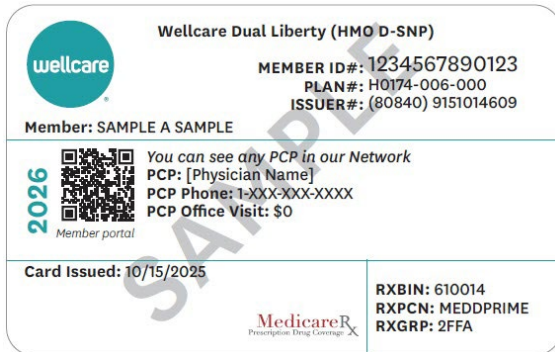 wellcare
Wellcare Dual Liberty (HMO D-SNP)
MEMBER ID#: 1234567890123
PLAN#: H0174-006-000
ISSUER#: (80840) 9151014609
Member: SAMPLE A SAMPLE
2026
Member portal
You can see any PCP in our Network
PCP: [Physician Name]
PCP Phone: 1-XXX-XXX-XXXX
PCP Office Visit: $0
SAMPLE
Card Issued: 10/15/2025
MedicareRx
Prescription Drug Coverage
RXBIN: 610014
RXPCN: MEDDPRIME
RXGRP: 2FFA